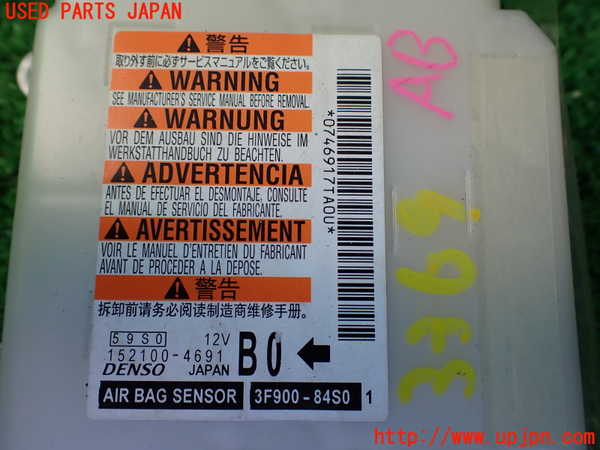 USED PARTS JAPAN
警告
取り外す前に必ずサービスマニュアルをご覧ください。
WARNING
SEE MANUFACTURER'S SERVICE MANUAL BEFORE REMOVAL.
WARNUNG
VOR DEM AUSBAU SIND DIE HINWEISE IM
WERKSTATTHANDBUCH ZU BEACHTEN.
ADVERTENCIA
ANTES DE EFECTUAR EL DESMONTAJE, CONSULTE
EL MANUAL DE SERVICIO DEL FABRICANTE.
AVERTISSEMENT
VOIR LE MANUEL D'ENTRETIEN DU FABRICANT
AVANT DE PROCEDER A LA DEPOSE.
警告
拆卸前请务必阅读制造商维修手册。
59S0 12V
152100-4691 B0
DENSO JAPAN
AIR BAG SENSOR 3F900-84S0 1
*0746917TA0U*
AB
3369
http://www.upjpn.com/